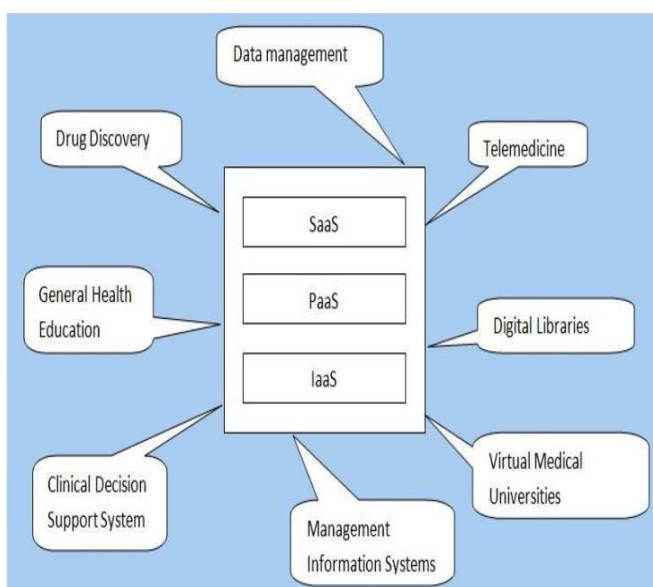 Data management
Drug Discovery
Telemedicine
SaaS
General Health
Education
PaaS
Digital Libraries
IaaS
Clinical Decision
Support System
Virtual Medical
Universities
Management
Information Systems